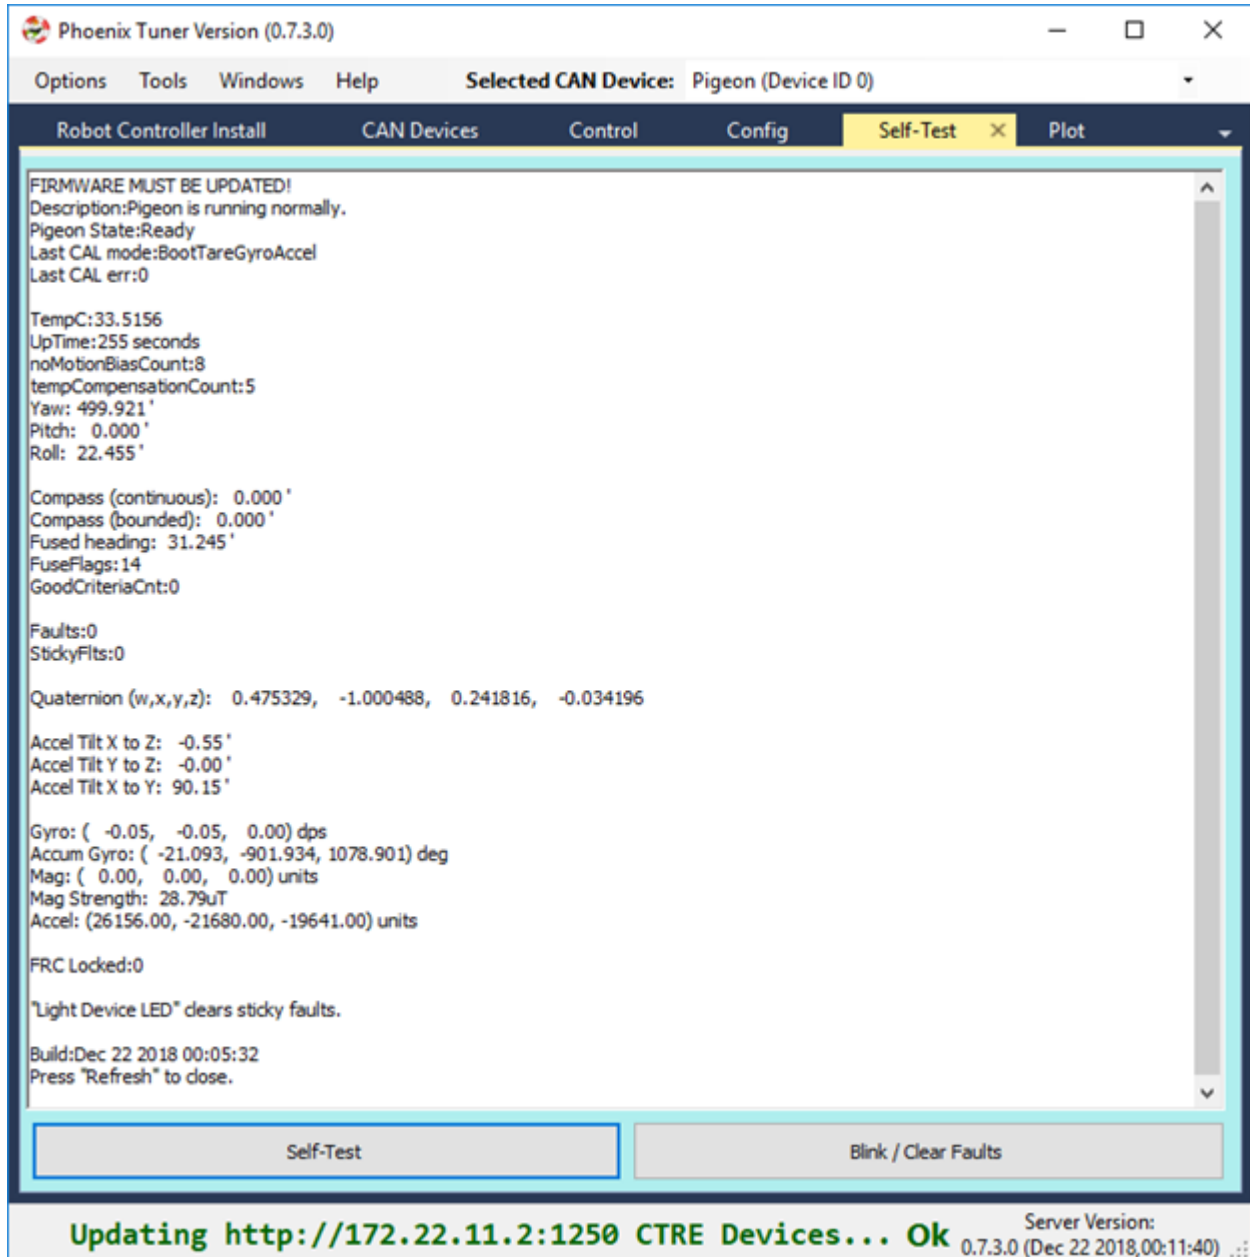 Phoenix Tuner Version (0.7.3.0)
Options Tools Windows Help Selected CAN Device: Pigeon (Device ID 0)
Robot Controller Install CAN Devices Control Config Self-Test Plot
FIRMWARE MUST BE UPDATED!
Description:Pigeon is running normally.
Pigeon State:Ready
Last CAL mode:BootTareGyroAccel
Last CAL err:0
TempC:33.5156
UpTime:255 seconds
noMotionBiasCount:8
tempCompensationCount:5
Yaw: 499.921'
Pitch: 0.000'
Roll: 22.455'
Compass (continuous): 0.000'
Compass (bounded): 0.000'
Fused heading: 31.245'
FuseFlags:14
GoodCriteriaCnt:0
Faults:0
StickyFlts:0
Quaternion (w,x,y,z): 0.475329, -1.000488, 0.241816, -0.034196
Accel Tilt X to Z: -0.55'
Accel Tilt Y to Z: -0.00'
Accel Tilt X to Y: 90.15'
Gyro: ( -0.05, -0.05, 0.00) dps
Accum Gyro: ( -21.093, -901.934, 1078.901) deg
Mag: ( 0.00, 0.00, 0.00) units
Mag Strength: 28.79uT
Accel: (26156.00, -21680.00, -19641.00) units
FRC Locked:0
"Light Device LED" clears sticky faults.
Build:Dec 22 2018 00:05:32
Press "Refresh" to close.
Self-Test Blink / Clear Faults
Updating http://172.22.11.2:1250 CTRE Devices... Ok
Server Version:
0.7.3.0 (Dec 22 2018,00:11:40)